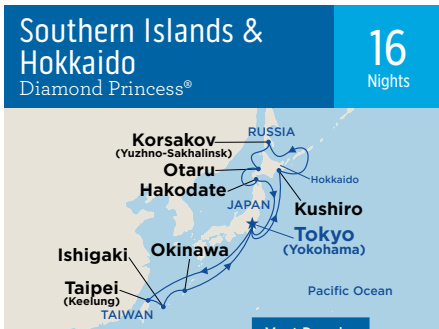 Southern Islands &
Hokkaido
Diamond Princess®
16
Nights
RUSSIA
Korsakov
(Yuzhno-Sakhalinsk)
Otaru
Hokkaido
Hakodate
JAPAN
Kushiro
Tokyo
(Yokohama)
Okinawa
Ishigaki
Taipei
(Keelung)
TAIWAN
Pacific Ocean